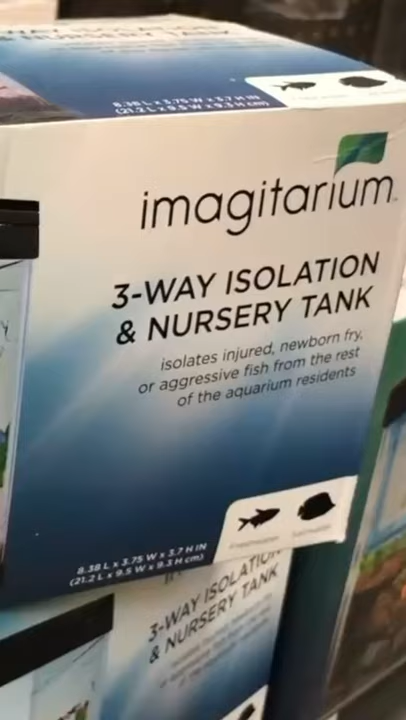 8.38 L x 3.75 W x 3.7 H IN
(21.2 L x 9.5 W x 9.3 H cm)
imagitarium
3-WAY ISOLATION
& NURSERY TANK
isolates injured, newborn fry,
or aggressive fish from the rest
of the aquarium residents
8.38 L x 3.75 W x 3.7 H IN
(21.2 L x 9.5 W x 9.3 H cm)
3-WAY ISOLATION
& NURSERY TANK